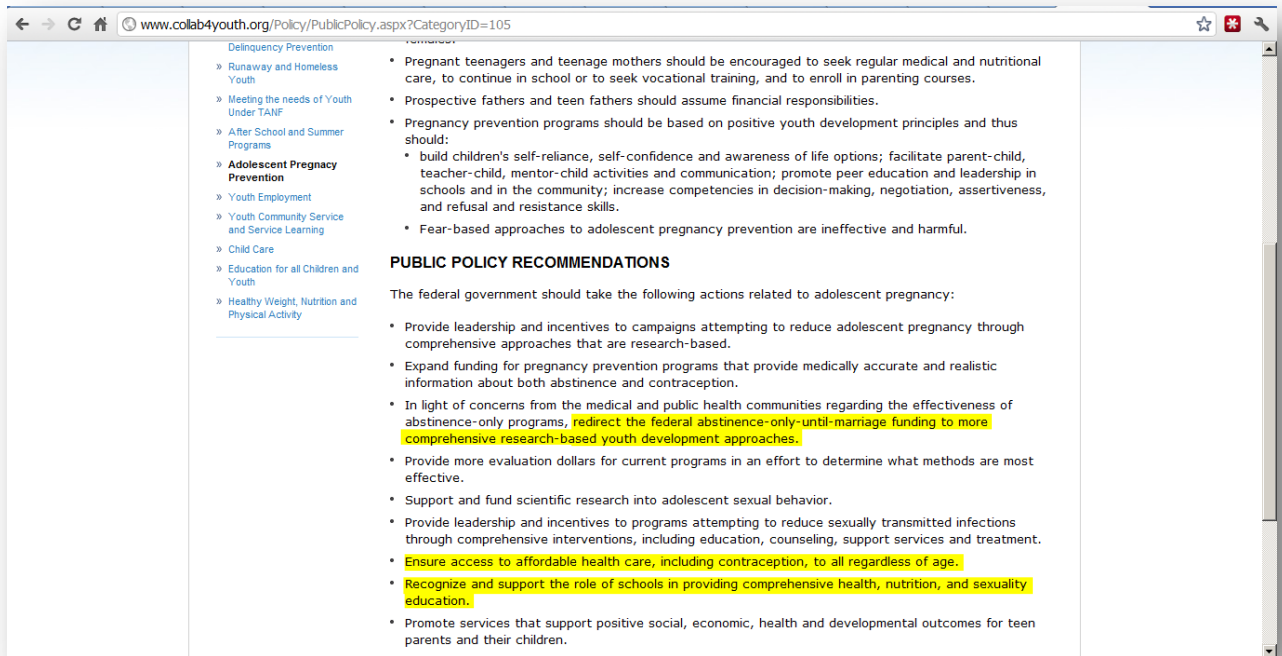 www.collab4youth.org/Policy/PublicPolicy.aspx?CategoryID=105
Delinquency Prevention
» Runaway and Homeless
Youth
» Meeting the needs of Youth
Under TANF
» After School and Summer
Programs
» Adolescent Pregnacy
Prevention
» Youth Employment
» Youth Community Service
and Service Learning
» Child Care
» Education for all Children and
Youth
» Healthy Weight, Nutrition and
Physical Activity
females.
• Pregnant teenagers and teenage mothers should be encouraged to seek regular medical and nutritional
care, to continue in school or to seek vocational training, and to enroll in parenting courses.
• Prospective fathers and teen fathers should assume financial responsibilities.
• Pregnancy prevention programs should be based on positive youth development principles and thus
should:
• build children's self-reliance, self-confidence and awareness of life options; facilitate parent-child,
teacher-child, mentor-child activities and communication; promote peer education and leadership in
schools and in the community; increase competencies in decision-making, negotiation, assertiveness,
and refusal and resistance skills.
• Fear-based approaches to adolescent pregnancy prevention are ineffective and harmful.
PUBLIC POLICY RECOMMENDATIONS
The federal government should take the following actions related to adolescent pregnancy:
• Provide leadership and incentives to campaigns attempting to reduce adolescent pregnancy through
comprehensive approaches that are research-based.
• Expand funding for pregnancy prevention programs that provide medically accurate and realistic
information about both abstinence and contraception.
• In light of concerns from the medical and public health communities regarding the effectiveness of
abstinence-only programs, redirect the federal abstinence-only-until-marriage funding to more
comprehensive research-based youth development approaches.
• Provide more evaluation dollars for current programs in an effort to determine what methods are most
effective.
• Support and fund scientific research into adolescent sexual behavior.
• Provide leadership and incentives to programs attempting to reduce sexually transmitted infections
through comprehensive interventions, including education, counseling, support services and treatment.
• Ensure access to affordable health care, including contraception, to all regardless of age.
• Recognize and support the role of schools in providing comprehensive health, nutrition, and sexuality
education.
• Promote services that support positive social, economic, health and developmental outcomes for teen
parents and their children.